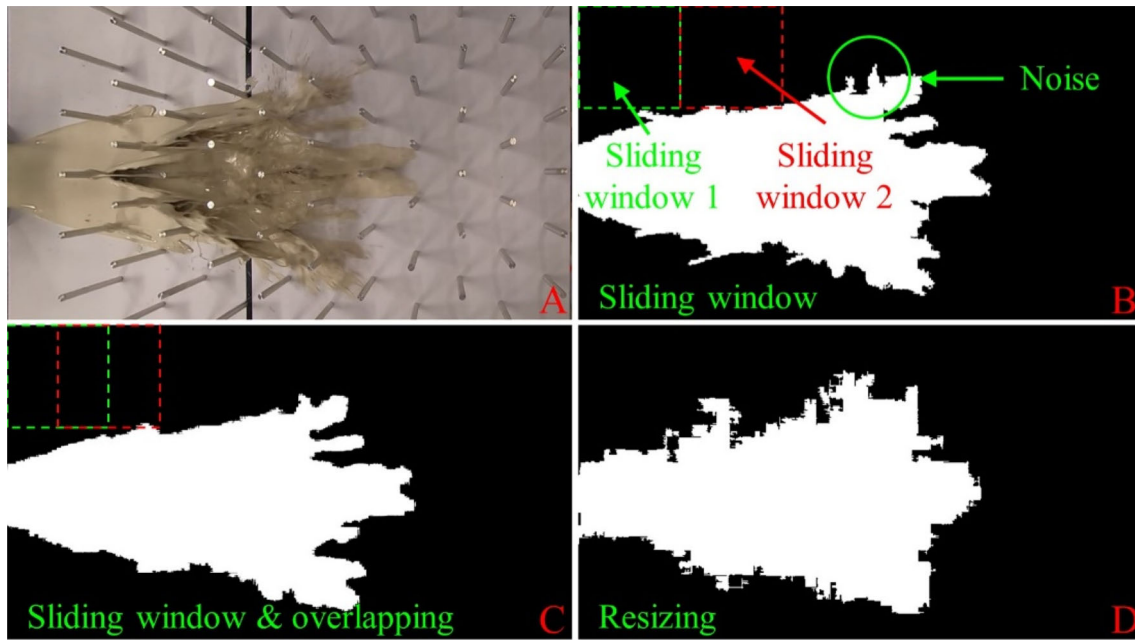 A
Noise
Sliding
window 1
Sliding
window 2
Sliding window
B
Sliding window & overlapping
C
Resizing
D